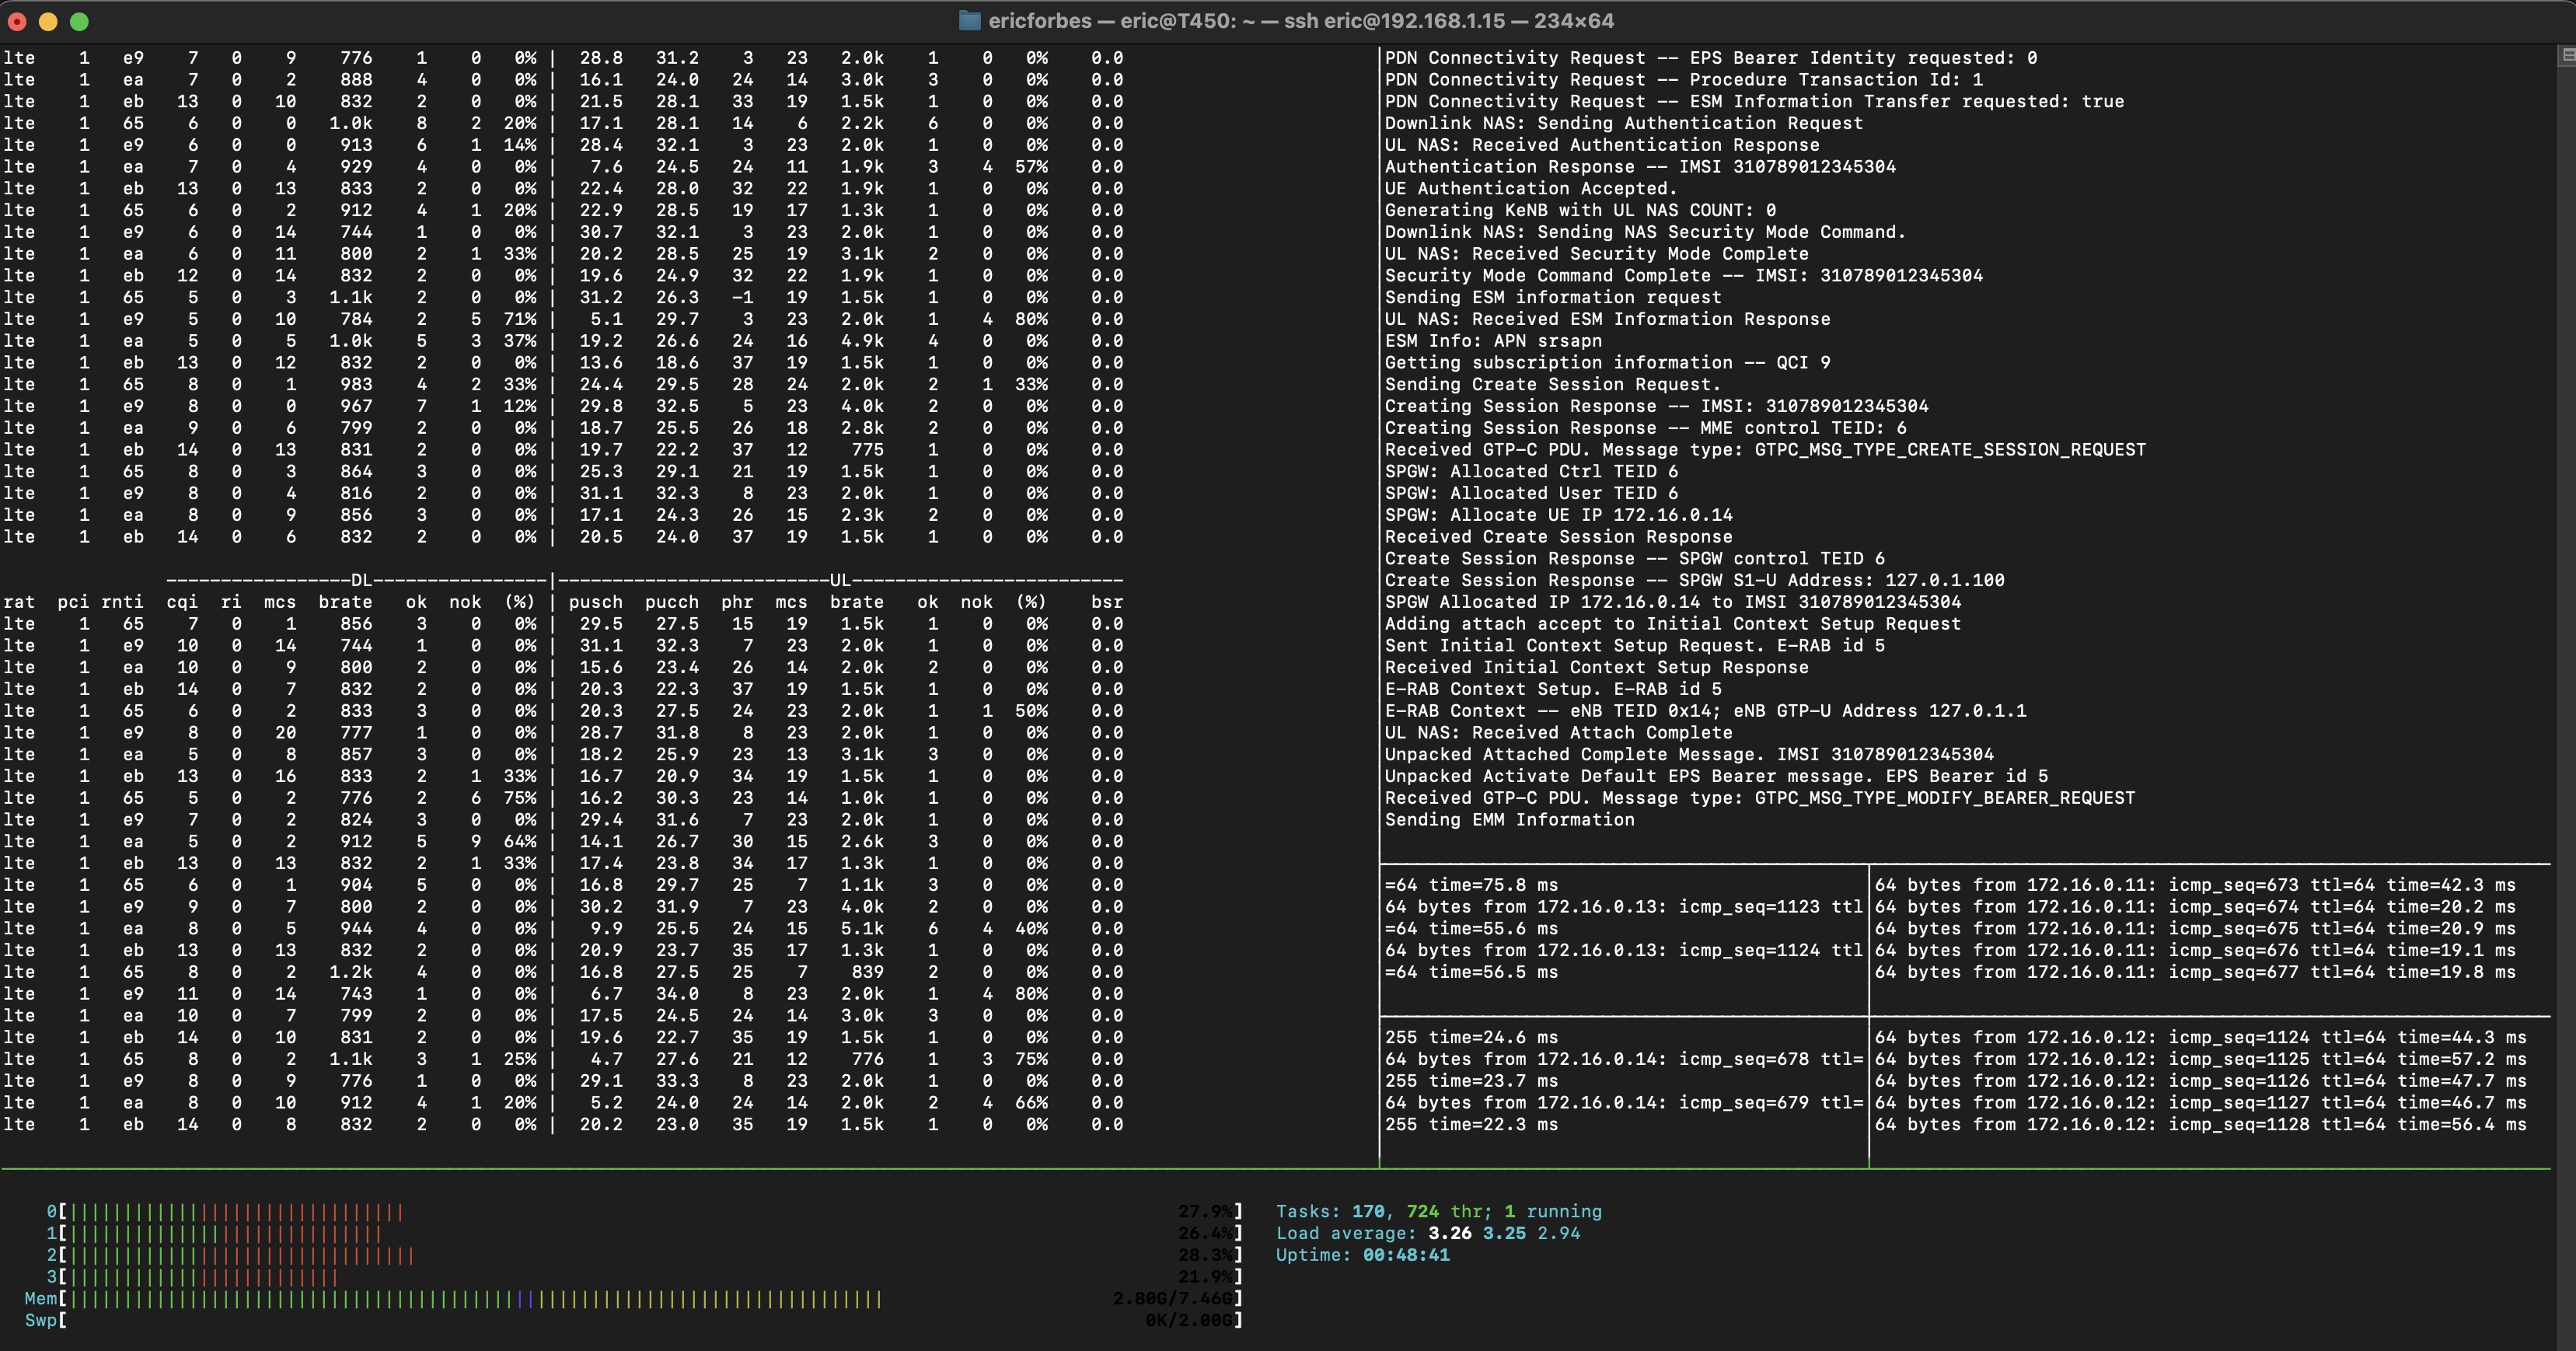 ericforbes — eric@T450: ~ — ssh eric@192.168.1.15 — 234×64
lte 1 e9 7 0 9 776 1 0 0% | 28.8 31.2 3 23 2.0k 1 0 0% 0.0
lte 1 ea 7 0 2 888 4 0 0% | 16.1 24.0 24 14 3.0k 3 0 0% 0.0
lte 1 eb 13 0 10 832 2 0 0% | 21.5 28.1 33 19 1.5k 1 0 0% 0.0
lte 1 65 6 0 0 1.0k 8 2 20% | 17.1 28.1 14 6 2.2k 6 0 0% 0.0
lte 1 e9 6 0 0 913 6 1 14% | 28.4 32.1 3 23 2.0k 1 0 0% 0.0
lte 1 ea 7 0 4 929 4 0 0% | 7.6 24.5 24 11 1.9k 3 4 57% 0.0
lte 1 eb 13 0 13 833 2 0 0% | 22.4 28.0 32 22 1.9k 1 0 0% 0.0
lte 1 65 6 0 2 912 4 1 20% | 22.9 28.5 19 17 1.3k 1 0 0% 0.0
lte 1 e9 6 0 14 744 1 0 0% | 30.7 32.1 3 23 2.0k 1 0 0% 0.0
lte 1 ea 6 0 11 800 2 1 33% | 20.2 28.5 25 19 3.1k 2 0 0% 0.0
lte 1 eb 12 0 14 832 2 0 0% | 19.6 24.9 32 22 1.9k 1 0 0% 0.0
lte 1 65 5 0 3 1.1k 2 0 0% | 31.2 26.3 -1 19 1.5k 1 0 0% 0.0
lte 1 e9 5 0 10 784 2 5 71% | 5.1 29.7 3 23 2.0k 1 4 80% 0.0
lte 1 ea 5 0 5 1.0k 5 3 37% | 19.2 26.6 24 16 4.9k 4 0 0% 0.0
lte 1 eb 13 0 12 832 2 0 0% | 13.6 18.6 37 19 1.5k 1 0 0% 0.0
lte 1 65 8 0 1 983 4 2 33% | 24.4 29.5 28 24 2.0k 2 1 33% 0.0
lte 1 e9 8 0 0 967 7 1 12% | 29.8 32.5 5 23 4.0k 2 0 0% 0.0
lte 1 ea 9 0 6 799 2 0 0% | 18.7 25.5 26 18 2.8k 2 0 0% 0.0
lte 1 eb 14 0 13 831 2 0 0% | 19.7 22.2 37 12 775 1 0 0% 0.0
lte 1 65 8 0 3 864 3 0 0% | 25.3 29.1 21 19 1.5k 1 0 0% 0.0
lte 1 e9 8 0 4 816 2 0 0% | 31.1 32.3 8 23 2.0k 1 0 0% 0.0
lte 1 ea 8 0 9 856 3 0 0% | 17.1 24.3 26 15 2.3k 2 0 0% 0.0
lte 1 eb 14 0 6 832 2 0 0% | 20.5 24.0 37 19 1.5k 1 0 0% 0.0
-----------------DL----------------|-------------------------UL-------------------------
rat pci rnti cqi ri mcs brate ok nok (%) | pusch pucch phr mcs brate ok nok (%) bsr
lte 1 65 7 0 1 856 3 0 0% | 29.5 27.5 15 19 1.5k 1 0 0% 0.0
lte 1 e9 10 0 14 744 1 0 0% | 31.1 32.3 7 23 2.0k 1 0 0% 0.0
lte 1 ea 10 0 9 800 2 0 0% | 15.6 23.4 26 14 2.0k 2 0 0% 0.0
lte 1 eb 14 0 7 832 2 0 0% | 20.3 22.3 37 19 1.5k 1 0 0% 0.0
lte 1 65 6 0 2 833 3 0 0% | 20.3 27.5 24 23 2.0k 1 1 50% 0.0
lte 1 e9 8 0 20 777 1 0 0% | 28.7 31.8 8 23 2.0k 1 0 0% 0.0
lte 1 ea 5 0 8 857 3 0 0% | 18.2 25.9 23 13 3.1k 3 0 0% 0.0
lte 1 eb 13 0 16 833 2 1 33% | 16.7 20.9 34 19 1.5k 1 0 0% 0.0
lte 1 65 5 0 2 776 2 6 75% | 16.2 30.3 23 14 1.0k 1 0 0% 0.0
lte 1 e9 7 0 2 824 3 0 0% | 29.4 31.6 7 23 2.0k 1 0 0% 0.0
lte 1 ea 5 0 2 912 5 9 64% | 14.1 26.7 30 15 2.6k 3 0 0% 0.0
lte 1 eb 13 0 13 832 2 1 33% | 17.4 23.8 34 17 1.3k 1 0 0% 0.0
lte 1 65 6 0 1 904 5 0 0% | 16.8 29.7 25 7 1.1k 3 0 0% 0.0
lte 1 e9 9 0 7 800 2 0 0% | 30.2 31.9 7 23 4.0k 2 0 0% 0.0
lte 1 ea 8 0 5 944 4 0 0% | 9.9 25.5 24 15 5.1k 6 4 40% 0.0
lte 1 eb 13 0 13 832 2 0 0% | 20.9 23.7 35 17 1.3k 1 0 0% 0.0
lte 1 65 8 0 2 1.2k 4 0 0% | 16.8 27.5 25 7 839 2 0 0% 0.0
lte 1 e9 11 0 14 743 1 0 0% | 6.7 34.0 8 23 2.0k 1 4 80% 0.0
lte 1 ea 10 0 7 799 2 0 0% | 17.5 24.5 24 14 3.0k 3 0 0% 0.0
lte 1 eb 14 0 10 831 2 0 0% | 19.6 22.7 35 19 1.5k 1 0 0% 0.0
lte 1 65 8 0 2 1.1k 3 1 25% | 4.7 27.6 21 12 776 1 3 75% 0.0
lte 1 e9 8 0 9 776 1 0 0% | 29.1 33.3 8 23 2.0k 1 0 0% 0.0
lte 1 ea 8 0 10 912 4 1 20% | 5.2 24.0 24 14 2.0k 2 4 66% 0.0
lte 1 eb 14 0 8 832 2 0 0% | 20.2 23.0 35 19 1.5k 1 0 0% 0.0
PDN Connectivity Request -- EPS Bearer Identity requested: 0
PDN Connectivity Request -- Procedure Transaction Id: 1
PDN Connectivity Request -- ESM Information Transfer requested: true
Downlink NAS: Sending Authentication Request
UL NAS: Received Authentication Response
Authentication Response -- IMSI 310789012345304
UE Authentication Accepted.
Generating KeNB with UL NAS COUNT: 0
Downlink NAS: Sending NAS Security Mode Command.
UL NAS: Received Security Mode Complete
Security Mode Command Complete -- IMSI: 310789012345304
Sending ESM information request
UL NAS: Received ESM Information Response
ESM Info: APN srsapn
Getting subscription information -- QCI 9
Sending Create Session Request.
Creating Session Response -- IMSI: 310789012345304
Creating Session Response -- MME control TEID: 6
Received GTP-C PDU. Message type: GTPC_MSG_TYPE_CREATE_SESSION_REQUEST
SPGW: Allocated Ctrl TEID 6
SPGW: Allocated User TEID 6
SPGW: Allocate UE IP 172.16.0.14
Received Create Session Response
Create Session Response -- SPGW control TEID 6
Create Session Response -- SPGW S1-U Address: 127.0.1.100
SPGW Allocated IP 172.16.0.14 to IMSI 310789012345304
Adding attach accept to Initial Context Setup Request
Sent Initial Context Setup Request. E-RAB id 5
Received Initial Context Setup Response
E-RAB Context Setup. E-RAB id 5
E-RAB Context -- eNB TEID 0x14; eNB GTP-U Address 127.0.1.1
UL NAS: Received Attach Complete
Unpacked Attached Complete Message. IMSI 310789012345304
Unpacked Activate Default EPS Bearer message. EPS Bearer id 5
Received GTP-C PDU. Message type: GTPC_MSG_TYPE_MODIFY_BEARER_REQUEST
Sending EMM Information
=64 time=75.8 ms
64 bytes from 172.16.0.13: icmp_seq=1123 ttl
=64 time=55.6 ms
64 bytes from 172.16.0.13: icmp_seq=1124 ttl
=64 time=56.5 ms
64 bytes from 172.16.0.11: icmp_seq=673 ttl=64 time=42.3 ms
64 bytes from 172.16.0.11: icmp_seq=674 ttl=64 time=20.2 ms
64 bytes from 172.16.0.11: icmp_seq=675 ttl=64 time=20.9 ms
64 bytes from 172.16.0.11: icmp_seq=676 ttl=64 time=19.1 ms
64 bytes from 172.16.0.11: icmp_seq=677 ttl=64 time=19.8 ms
255 time=24.6 ms
64 bytes from 172.16.0.14: icmp_seq=678 ttl=
255 time=23.7 ms
64 bytes from 172.16.0.14: icmp_seq=679 ttl=
255 time=22.3 ms
64 bytes from 172.16.0.12: icmp_seq=1124 ttl=64 time=44.3 ms
64 bytes from 172.16.0.12: icmp_seq=1125 ttl=64 time=57.2 ms
64 bytes from 172.16.0.12: icmp_seq=1126 ttl=64 time=47.7 ms
64 bytes from 172.16.0.12: icmp_seq=1127 ttl=64 time=46.7 ms
64 bytes from 172.16.0.12: icmp_seq=1128 ttl=64 time=56.4 ms
0[ 27.9%]
1[ 26.4%]
2[ 28.3%]
3[ 21.9%]
Mem[ 2.80G/7.46G]
Swp[ 0K/2.00G]
Tasks: 170, 724 thr; 1 running
Load average: 3.26 3.25 2.94
Uptime: 00:48:41